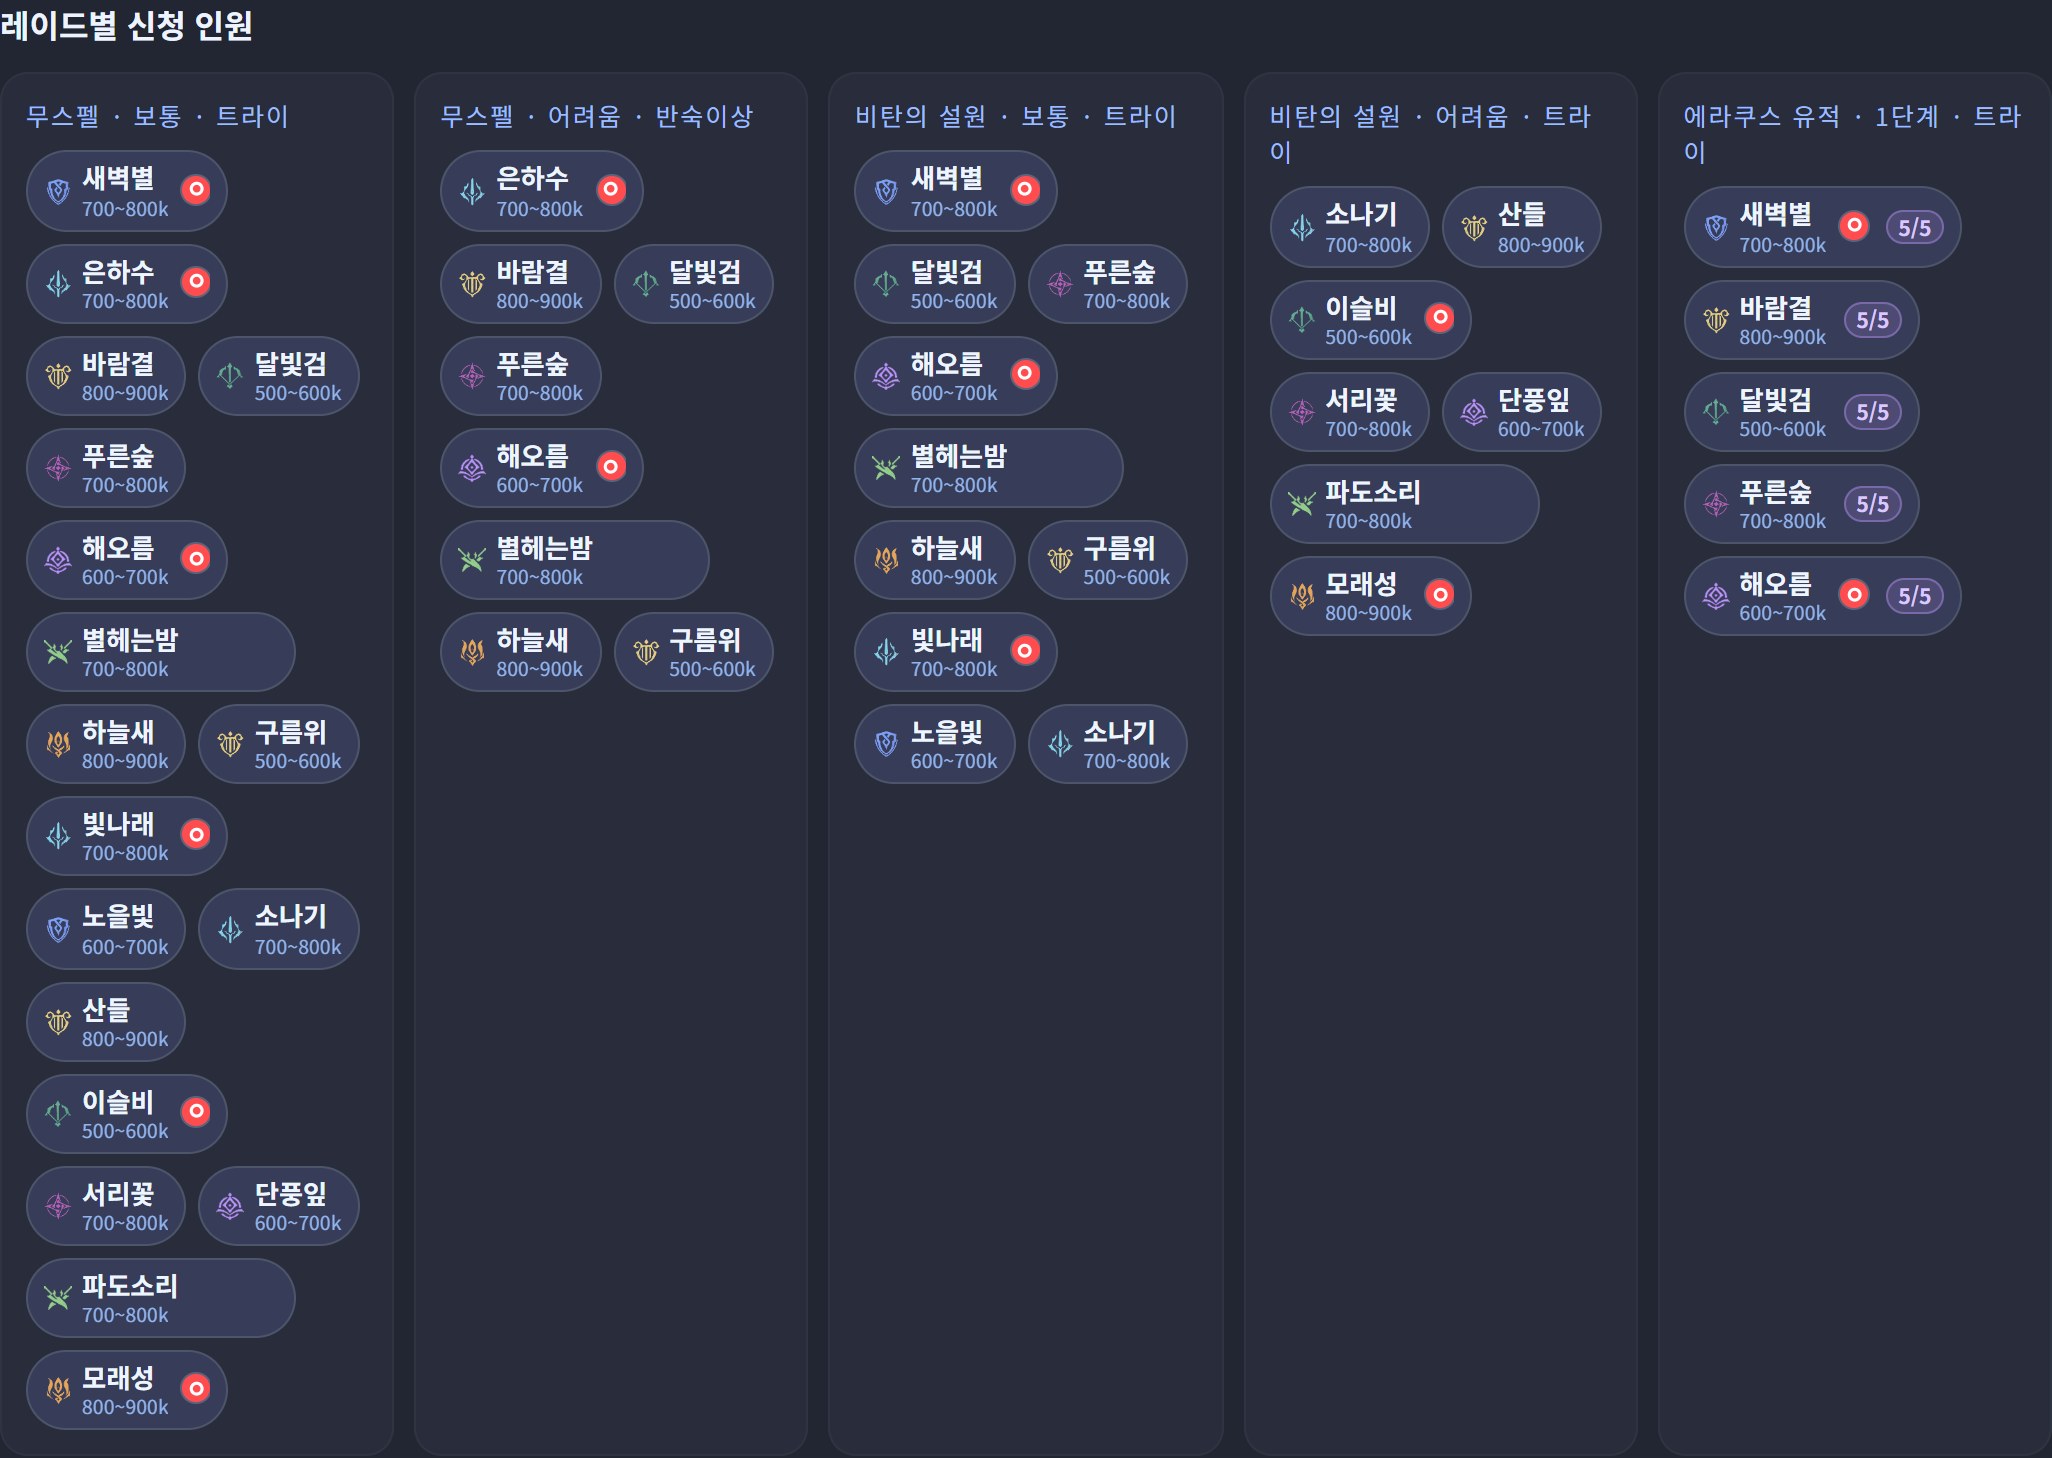 레이드별 신청 인원
무스펠 · 보통 · 트라이
새벽별
700~800k
은하수
700~800k
바람결
800~900k
달빛검
500~600k
푸른숲
700~800k
해오름
600~700k
별헤는밤
700~800k
하늘새
800~900k
구름위
500~600k
빛나래
700~800k
노을빛
600~700k
소나기
700~800k
산들
800~900k
이슬비
500~600k
서리꽃
700~800k
단풍잎
600~700k
파도소리
700~800k
모래성
800~900k
무스펠 · 어려움 · 반숙이상
은하수
700~800k
바람결
800~900k
달빛검
500~600k
푸른숲
700~800k
해오름
600~700k
별헤는밤
700~800k
하늘새
800~900k
구름위
500~600k
비탄의 설원 · 보통 · 트라이
새벽별
700~800k
달빛검
500~600k
푸른숲
700~800k
해오름
600~700k
별헤는밤
700~800k
하늘새
800~900k
구름위
500~600k
빛나래
700~800k
노을빛
600~700k
소나기
700~800k
비탄의 설원 · 어려움 · 트라
이
소나기
700~800k
산들
800~900k
이슬비
500~600k
서리꽃
700~800k
단풍잎
600~700k
파도소리
700~800k
모래성
800~900k
에라쿠스 유적 · 1단계 · 트라
이
새벽별
700~800k
5/5
바람결
800~900k
5/5
달빛검
500~600k
5/5
푸른숲
700~800k
5/5
해오름
600~700k
5/5